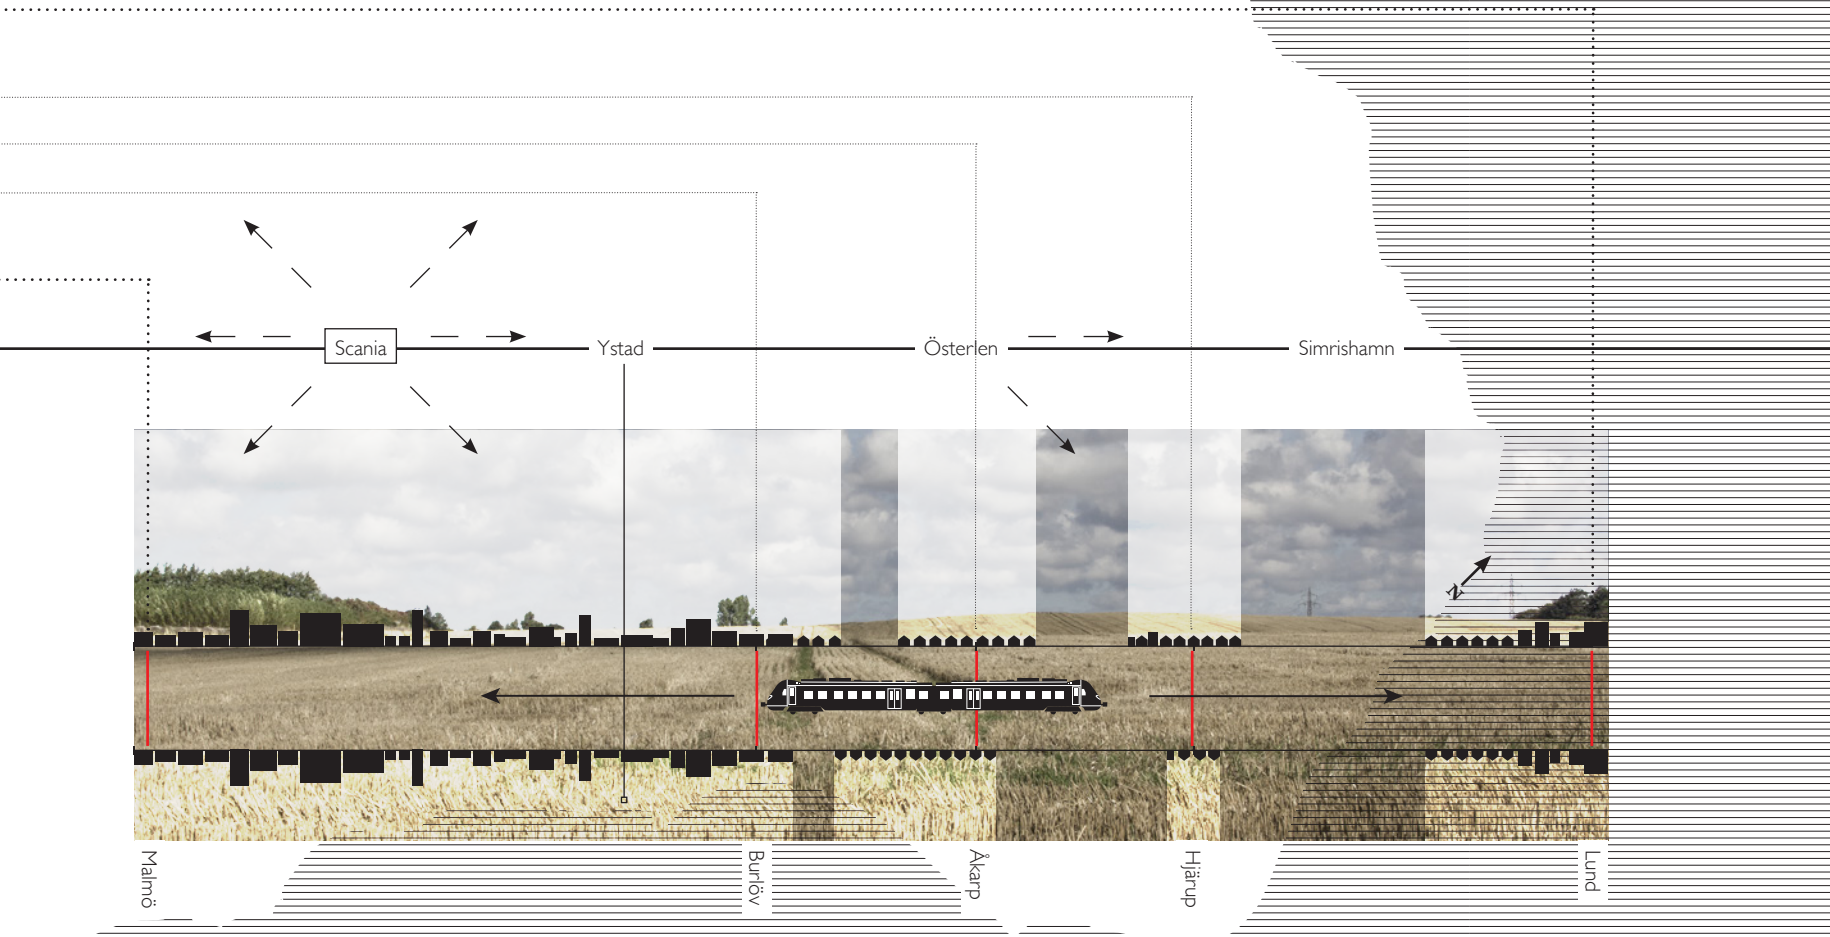 Scania
Ystad
Österlen
Simrishamn
N
Malmö
Burlöv
Åkarp
Hjärup
Lund